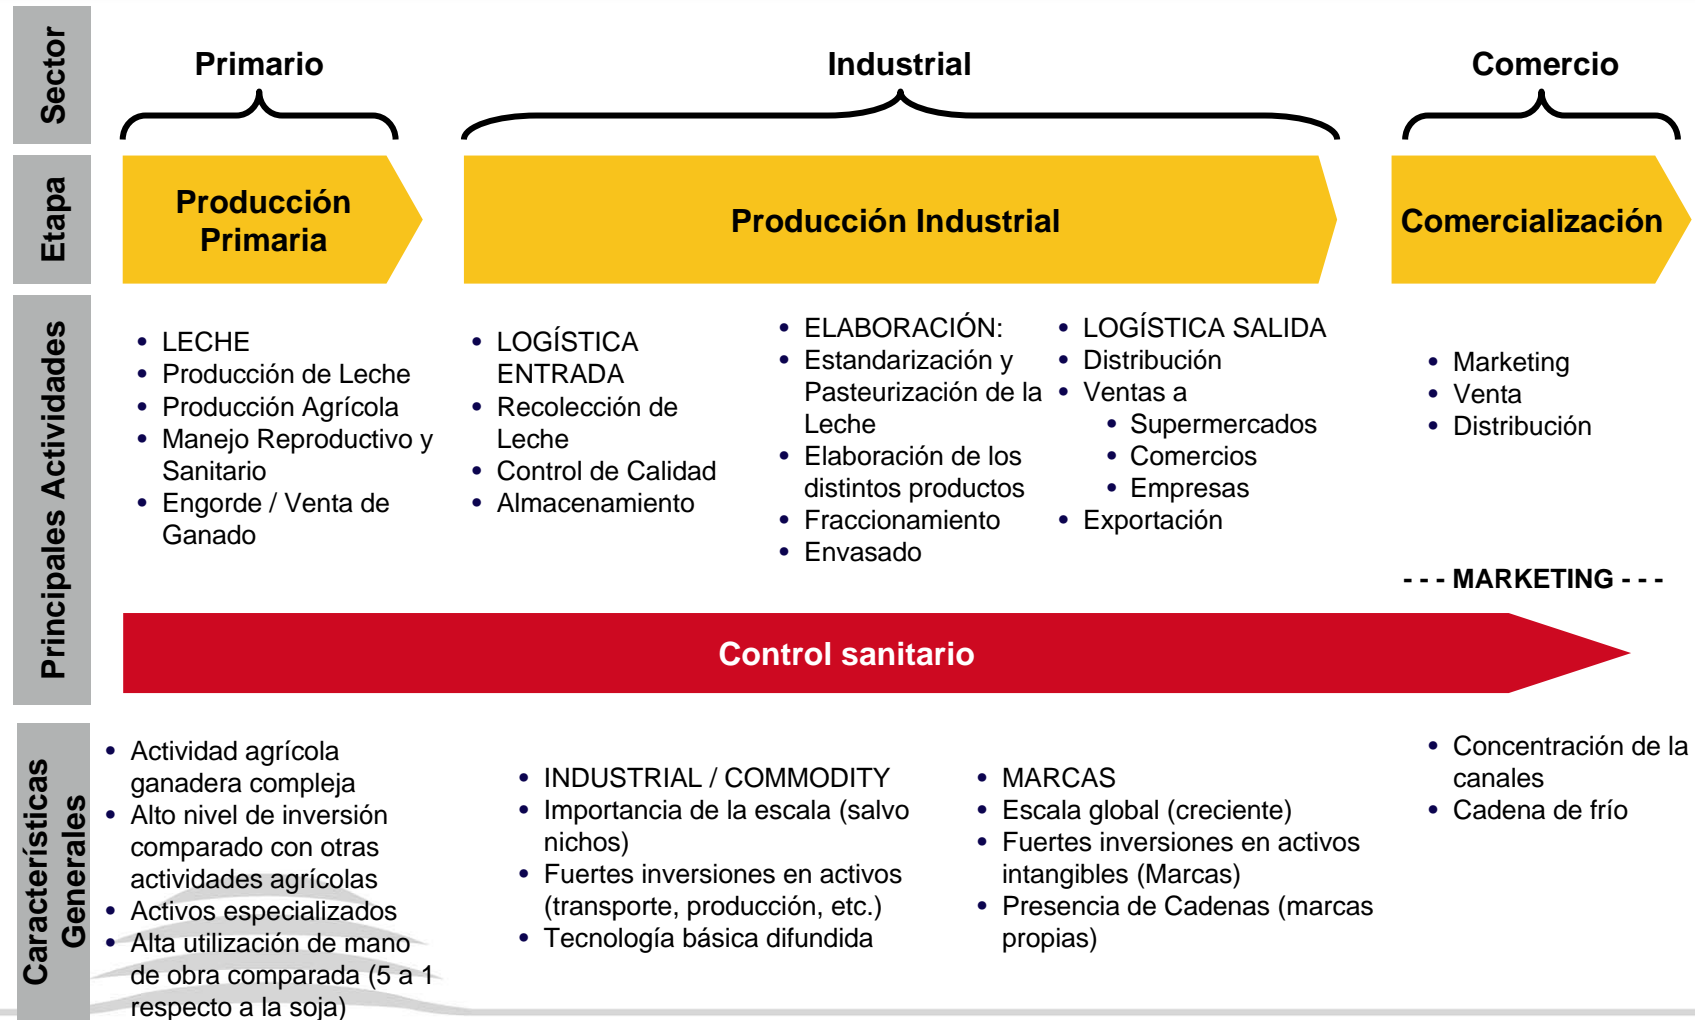 Sector
Primario
Industrial
Comercio
Etapa
Producción
Primaria
Producción Industrial
Comercialización
Principales Actividades
• LECHE
• Producción de Leche
• Producción Agrícola
• Manejo Reproductivo y
Sanitario
• Engorde / Venta de
Ganado
• LOGÍSTICA
ENTRADA
• Recolección de
Leche
• Control de Calidad
• Almacenamiento
• ELABORACIÓN:
• Estandarización y
Pasteurización de la
Leche
• Elaboración de los
distintos productos
• Fraccionamiento
• Envasado
• LOGÍSTICA SALIDA
• Distribución
• Ventas a
• Supermercados
• Comercios
• Empresas
• Exportación
• Marketing
• Venta
• Distribución
- - - MARKETING - - -
Control sanitario
Características
Generales
• Actividad agrícola
ganadera compleja
• Alto nivel de inversión
comparado con otras
actividades agrícolas
• Activos especializados
• Alta utilización de mano
de obra comparada (5 a 1
respecto a la soja)
• INDUSTRIAL / COMMODITY
• Importancia de la escala (salvo
nichos)
• Fuertes inversiones en activos
(transporte, producción, etc.)
• Tecnología básica difundida
• MARCAS
• Escala global (creciente)
• Fuertes inversiones en activos
intangibles (Marcas)
• Presencia de Cadenas (marcas
propias)
• Concentración de la
canales
• Cadena de frío